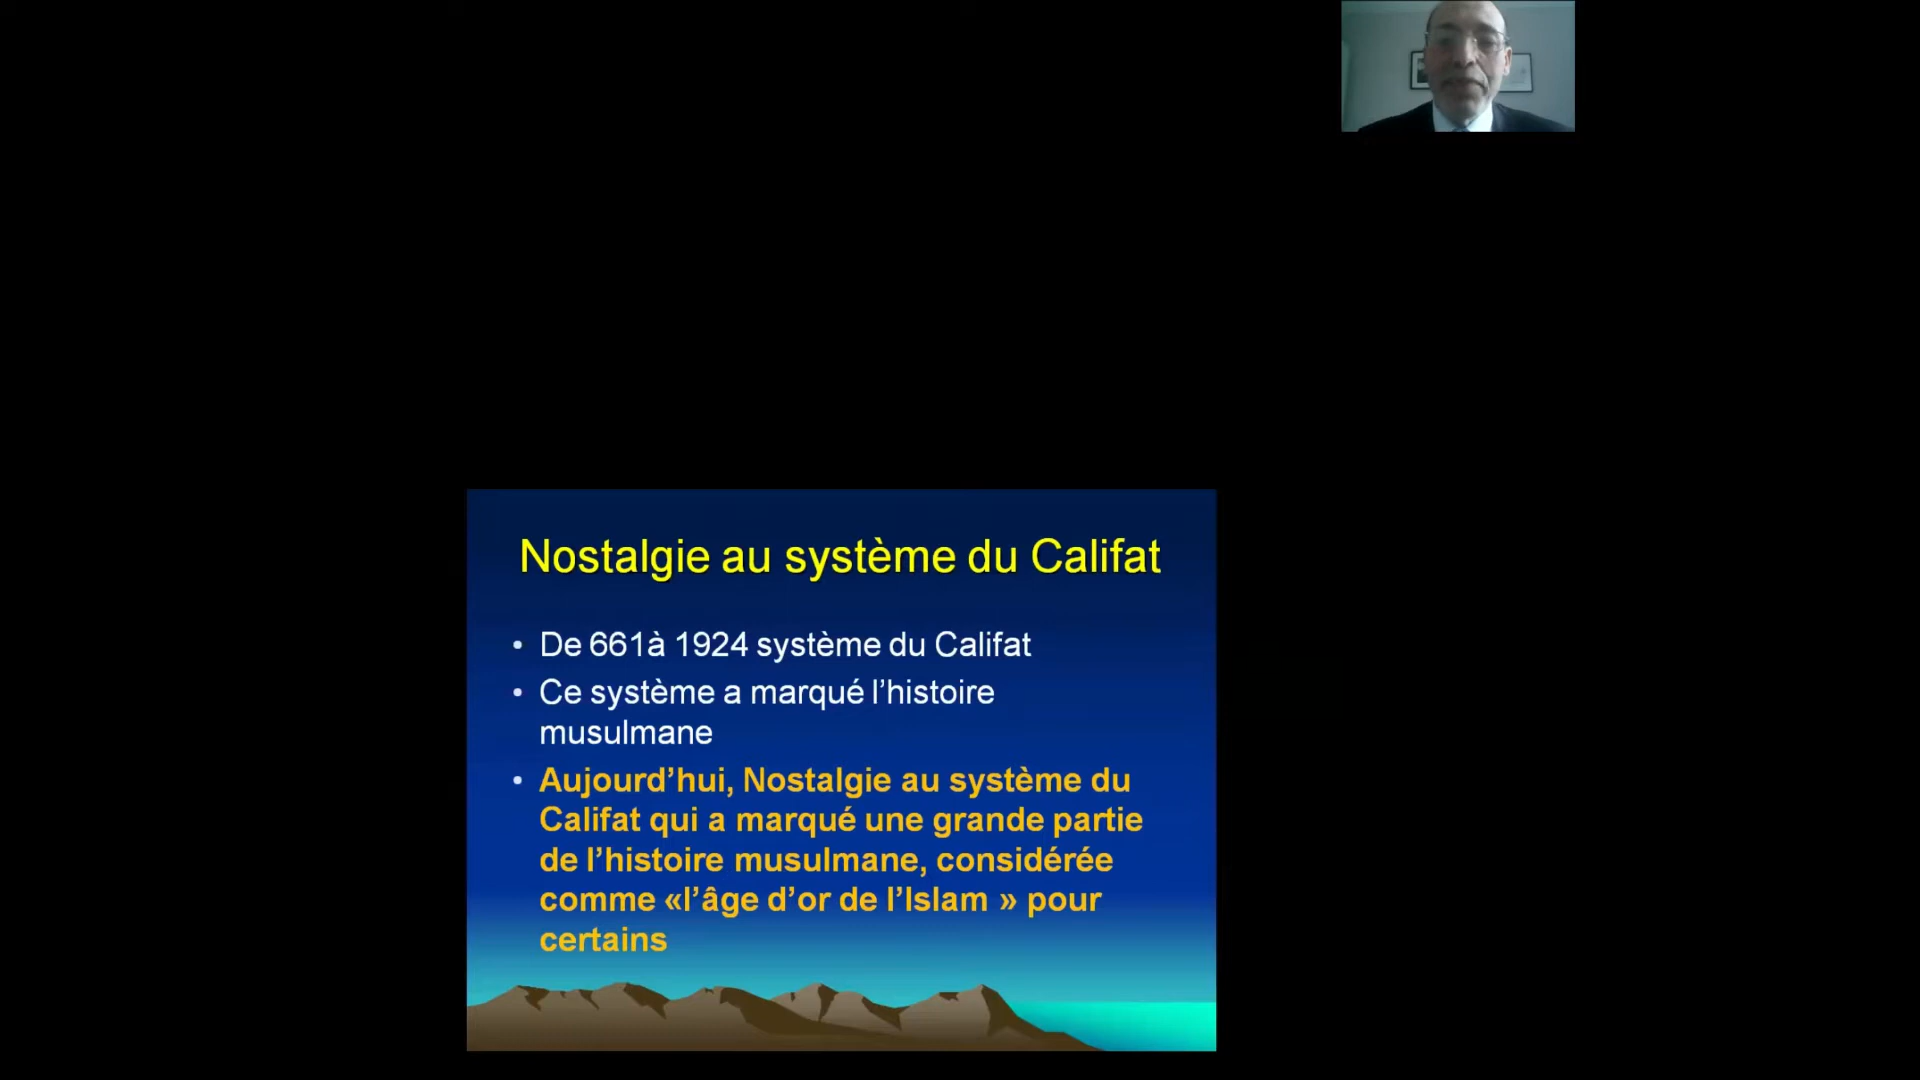 Nostalgie au système du Califat
• De 661à 1924 système du Califat
• Ce système a marqué l’histoire
musulmane
• Aujourd’hui, Nostalgie au système du
Califat qui a marqué une grande partie
de l’histoire musulmane, considérée
comme «l’âge d’or de l’Islam » pour
certains